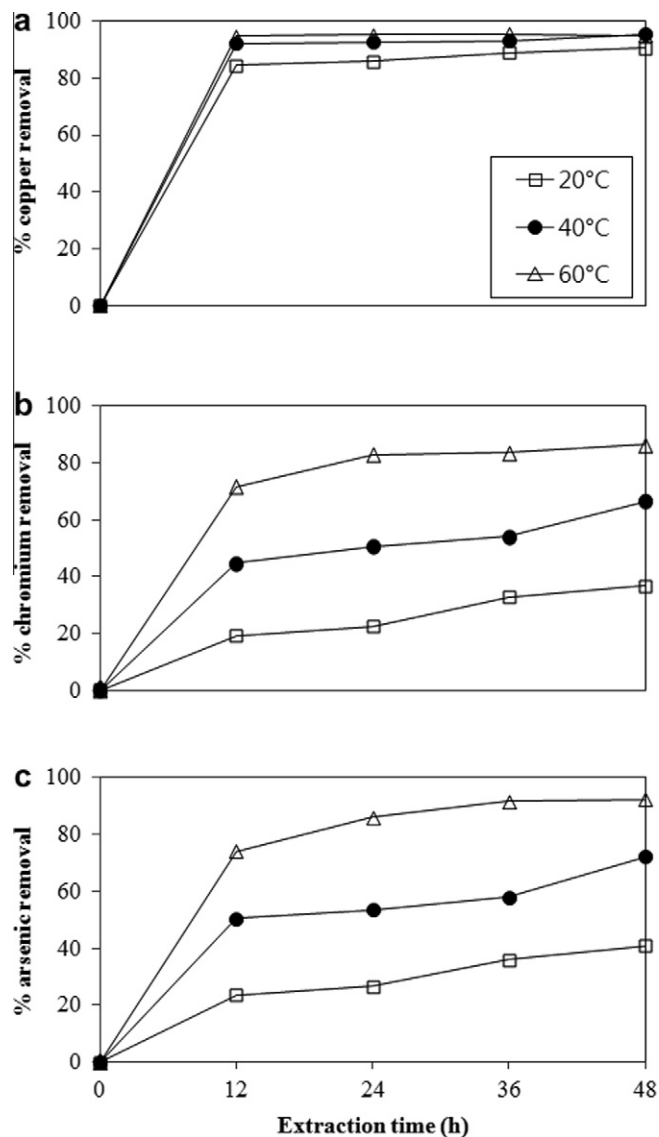 a
100
80
60
40
20
0
% copper removal
20°C
40°C
60°C
b
100
80
60
40
20
0
% chromium removal
c
100
80
60
40
20
0
% arsenic removal
0 12 24 36 48
Extraction time (h)